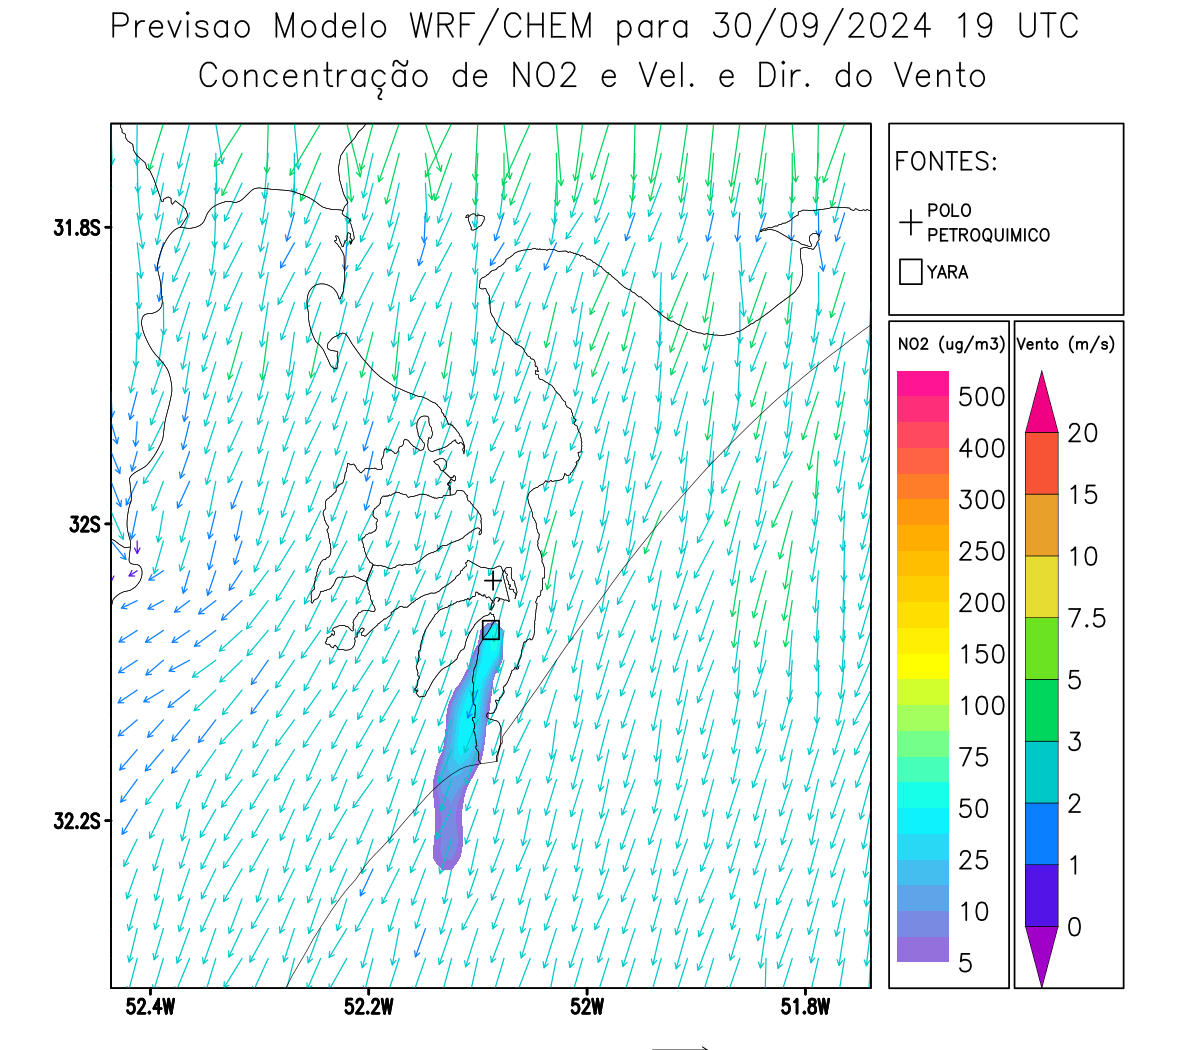 Previsao Modelo WRF/CHEM para 30/09/2024 19 UTC
Concentração de NO2 e Vel. e Dir. do Vento
FONTES:
POLO
PETROQUIMICO
YARA
31.8S
32S
32.2S
52.4W
52.2W
52W
51.8W
NO2 (ug/m3)
500
400
300
250
200
150
100
75
50
25
10
5
Vento (m/s)
20
15
10
7.5
5
3
2
1
0